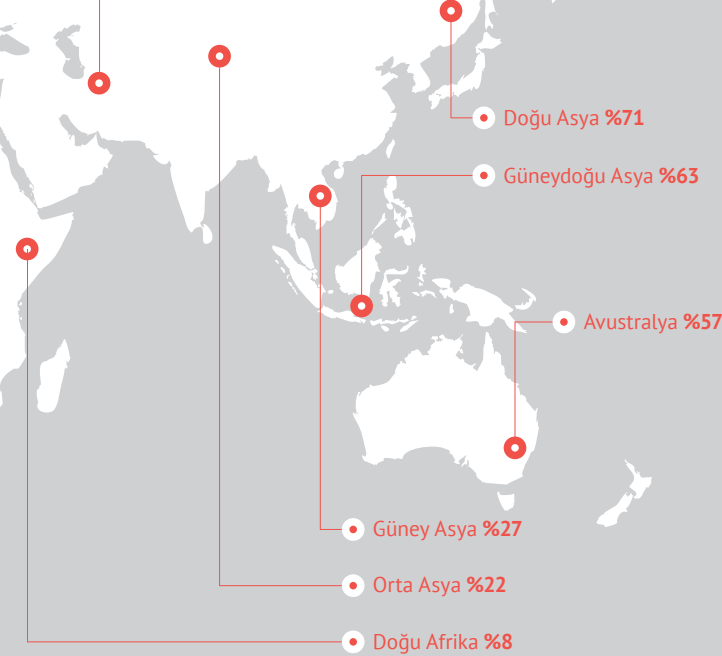 Doğu Asya %71
Güneydoğu Asya %63
Avustralya %57
Güney Asya %27
Orta Asya %22
Doğu Afrika %8